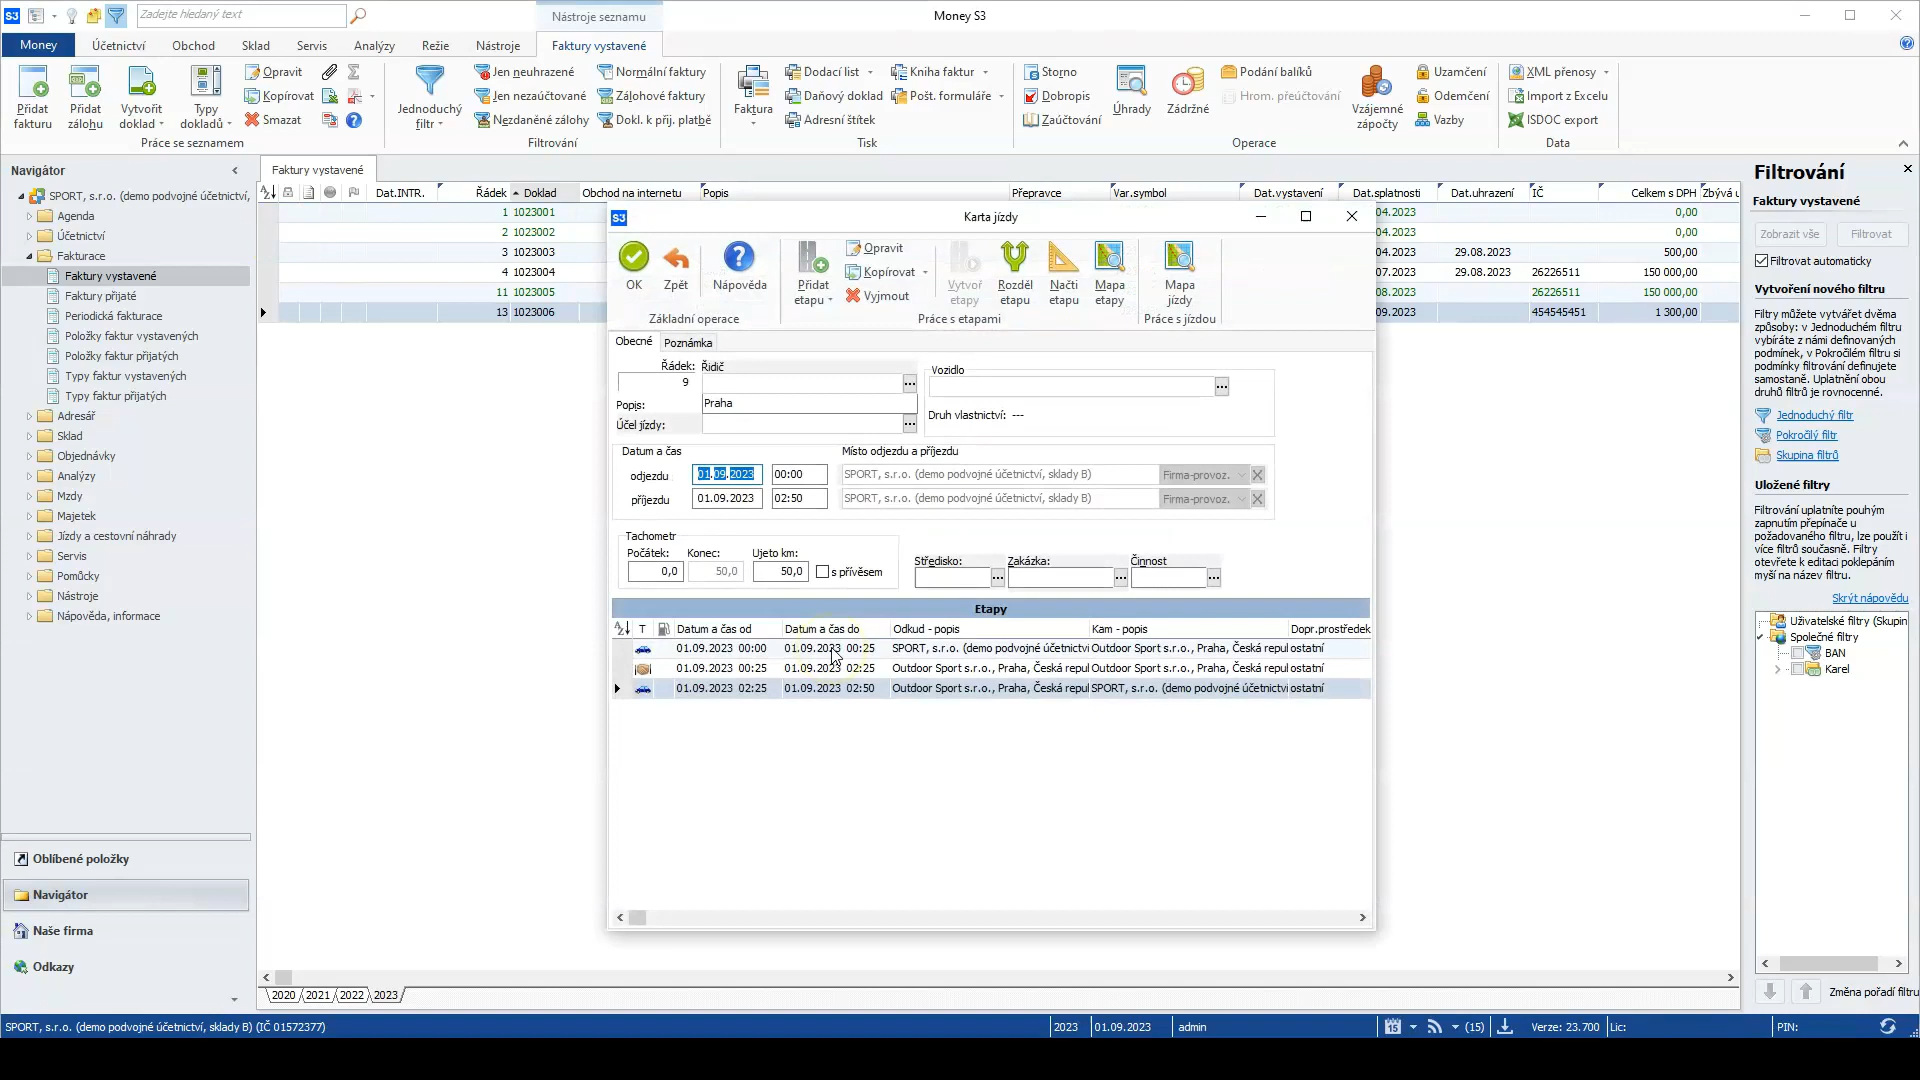 S3 Zadejte hledaný text Nástroje seznamu Money S3
Money Účetnictví Obchod Sklad Servis Analýzy Režie Nástroje Faktury vystavené
Přidat fakturu
Přidat zálohu
Vytvořit doklad
Typy dokladů
Opravit
Kopírovat
Smazat
Práce se seznamem
Jednoduchý filtr
Jen neuhrazené
Jen nezaúčtované
Nezdaněné zálohy
Normální faktury
Zálohové faktury
Dokl. k přij. platbě
Filtrování
Faktura
Dodací list
Daňový doklad
Adresní štítek
Kniha faktur
Pošt. formuláře
Tisk
Storno
Dobropis
Zaúčtování
Úhrady
Zádržné
Podání balíků
Hrom. přeúčtování
Vzájemné zápočty
Uzamčení
Odemčení
Vazby
Operace
XML přenosy
Import z Excelu
ISDOC export
Data
Navigátor
SPORT, s.r.o. (demo podvojné účetnictví,
Agenda
Účetnictví
Fakturace
Faktury vystavené
Faktury přijaté
Periodická fakturace
Položky faktur vystavených
Položky faktur přijatých
Typy faktur vystavených
Typy faktur přijatých
Adresář
Sklad
Objednávky
Analýzy
Mzdy
Majetek
Jízdy a cestovní náhrady
Servis
Pomůcky
Nástroje
Nápověda, informace
Oblíbené položky
Navigátor
Naše firma
Odkazy
Faktury vystavené
Dat.INTR. Řádek Doklad Obchod na internetu Popis Přepravce Var.symbol Dat.vystavení Dat.splatnosti Dat.uhrazení IČ Celkem s DPH Zbývá u
1 1023001 .04.2023 0,00
2 1023002 .04.2023 0,00
3 1023003 .04.2023 29.08.2023 500,00
4 1023004 .07.2023 29.08.2023 26226511 150 000,00
11 1023005 .08.2023 26226511 150 000,00
13 1023006 .09.2023 454545451 1 300,00
S3 Karta jízdy
OK
Zpět
Nápověda
Základní operace
Přidat etapu
Opravit
Kopírovat
Vyjmout
Vytvoř etapy
Rozděl etapu
Načti etapu
Mapa etapy
Práce s etapami
Mapa jízdy
Práce s jízdou
Obecné Poznámka
Řádek: Řidič Vozidlo
9
Popis: Praha
Druh vlastnictví: ---
Účel jízdy:
Datum a čas Místo odjezdu a příjezdu
odjezdu 01.09.2023 00:00 SPORT, s.r.o. (demo podvojné účetnictví, sklady B) Firma-provoz.
příjezdu 01.09.2023 02:50 SPORT, s.r.o. (demo podvojné účetnictví, sklady B) Firma-provoz.
Tachometr
Počátek: Konec: Ujeto km: Středisko: Zakázka: Činnost
0,0 50,0 50,0 s přívěsem
Etapy
T Datum a čas od Datum a čas do Odkud - popis Kam - popis Dopr.prostředek
01.09.2023 00:00 01.09.2023 00:25 SPORT, s.r.o. (demo podvojné účetnictví Outdoor Sport s.r.o., Praha, Česká repul ostatní
01.09.2023 00:25 01.09.2023 02:25 Outdoor Sport s.r.o., Praha, Česká repul Outdoor Sport s.r.o., Praha, Česká repul ostatní
01.09.2023 02:25 01.09.2023 02:50 Outdoor Sport s.r.o., Praha, Česká repul SPORT, s.r.o. (demo podvojné účetnictví ostatní
2020 2021 2022 2023
Filtrování
Faktury vystavené
Zobrazit vše Filtrovat
Filtrovat automaticky
Vytvoření nového filtru
Filtry můžete vytvářet dvěma
způsoby: v Jednoduchém filtru
vybíráte z námi definovaných
podmínek, v Pokročilém filtru si
podmínky filtrování definujete
samostaně. Uplatnění obou
druhů filtrů je rovnocenné.
Jednoduchý filtr
Pokročilý filtr
Skupina filtrů
Uložené filtry
Filtrování uplatníte pouhým
zapnutím přepínače u
požadovaného filtru, lze použít i
více filtrů současně. Filtry
otevřete k editaci poklepáním
myší na název filtru.
Skrýt nápovědu
Uživatelské filtry (Skupin
Společné filtry
BAN
Karel
Změna pořadí filtru
SPORT, s.r.o. (demo podvojné účetnictví, sklady B) (IČ 01572377) 2023 01.09.2023 admin 15 (15) Verze: 23.700 Lic: PIN: